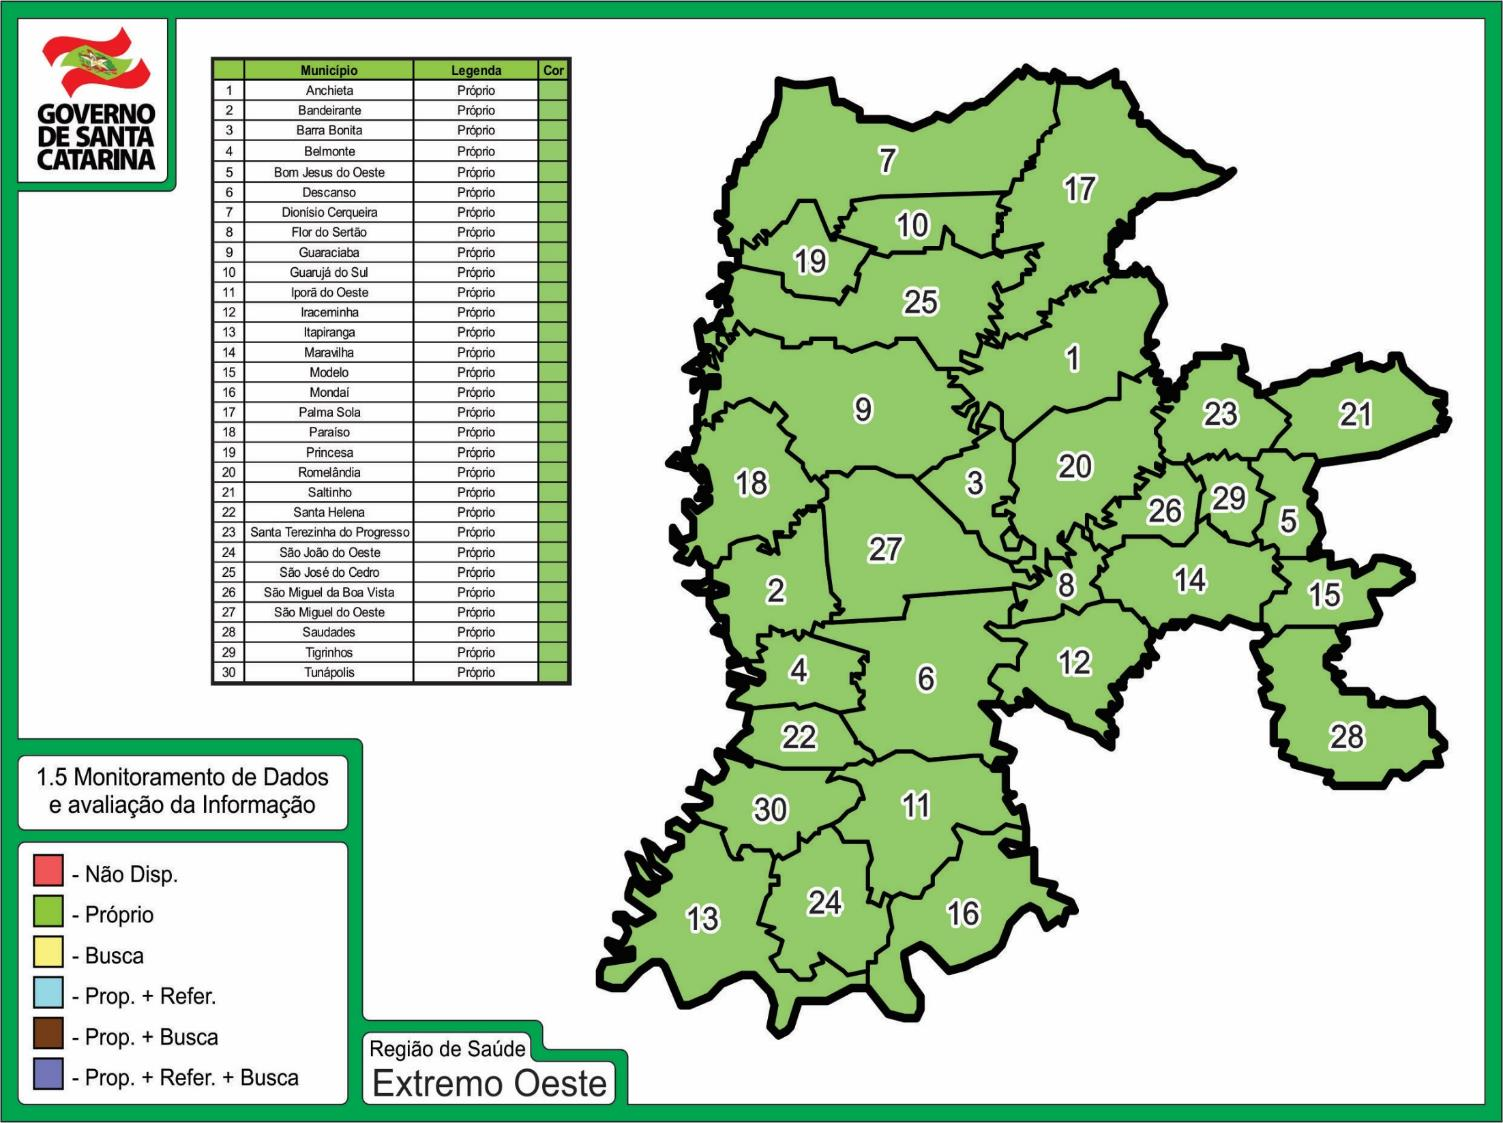 GOVERNO
DE SANTA
CATARINA
Município Legenda Cor
1 Anchieta Próprio
2 Bandeirante Próprio
3 Barra Bonita Próprio
4 Belmonte Próprio
5 Bom Jesus do Oeste Próprio
6 Descanso Próprio
7 Dionísio Cerqueira Próprio
8 Flor do Sertão Próprio
9 Guaraciaba Próprio
10 Guarujá do Sul Próprio
11 Iporã do Oeste Próprio
12 Iraceminha Próprio
13 Itapiranga Próprio
14 Maravilha Próprio
15 Modelo Próprio
16 Mondaí Próprio
17 Palma Sola Próprio
18 Paraíso Próprio
19 Princesa Próprio
20 Romelândia Próprio
21 Saltinho Próprio
22 Santa Helena Próprio
23 Santa Terezinha do Progresso Próprio
24 São João do Oeste Próprio
25 São José do Cedro Próprio
26 São Miguel da Boa Vista Próprio
27 São Miguel do Oeste Próprio
28 Saudades Próprio
29 Tigrinhos Próprio
30 Tunápolis Próprio
7
17
10
19
25
1
9
23
21
18
3
20
26
29
5
27
2
8
14
15
4
6
12
22
28
30
11
13
24
16
1.5 Monitoramento de Dados
e avaliação da Informação
- Não Disp.
- Próprio
- Busca
- Prop. + Refer.
- Prop. + Busca
- Prop. + Refer. + Busca
Região de Saúde
Extremo Oeste